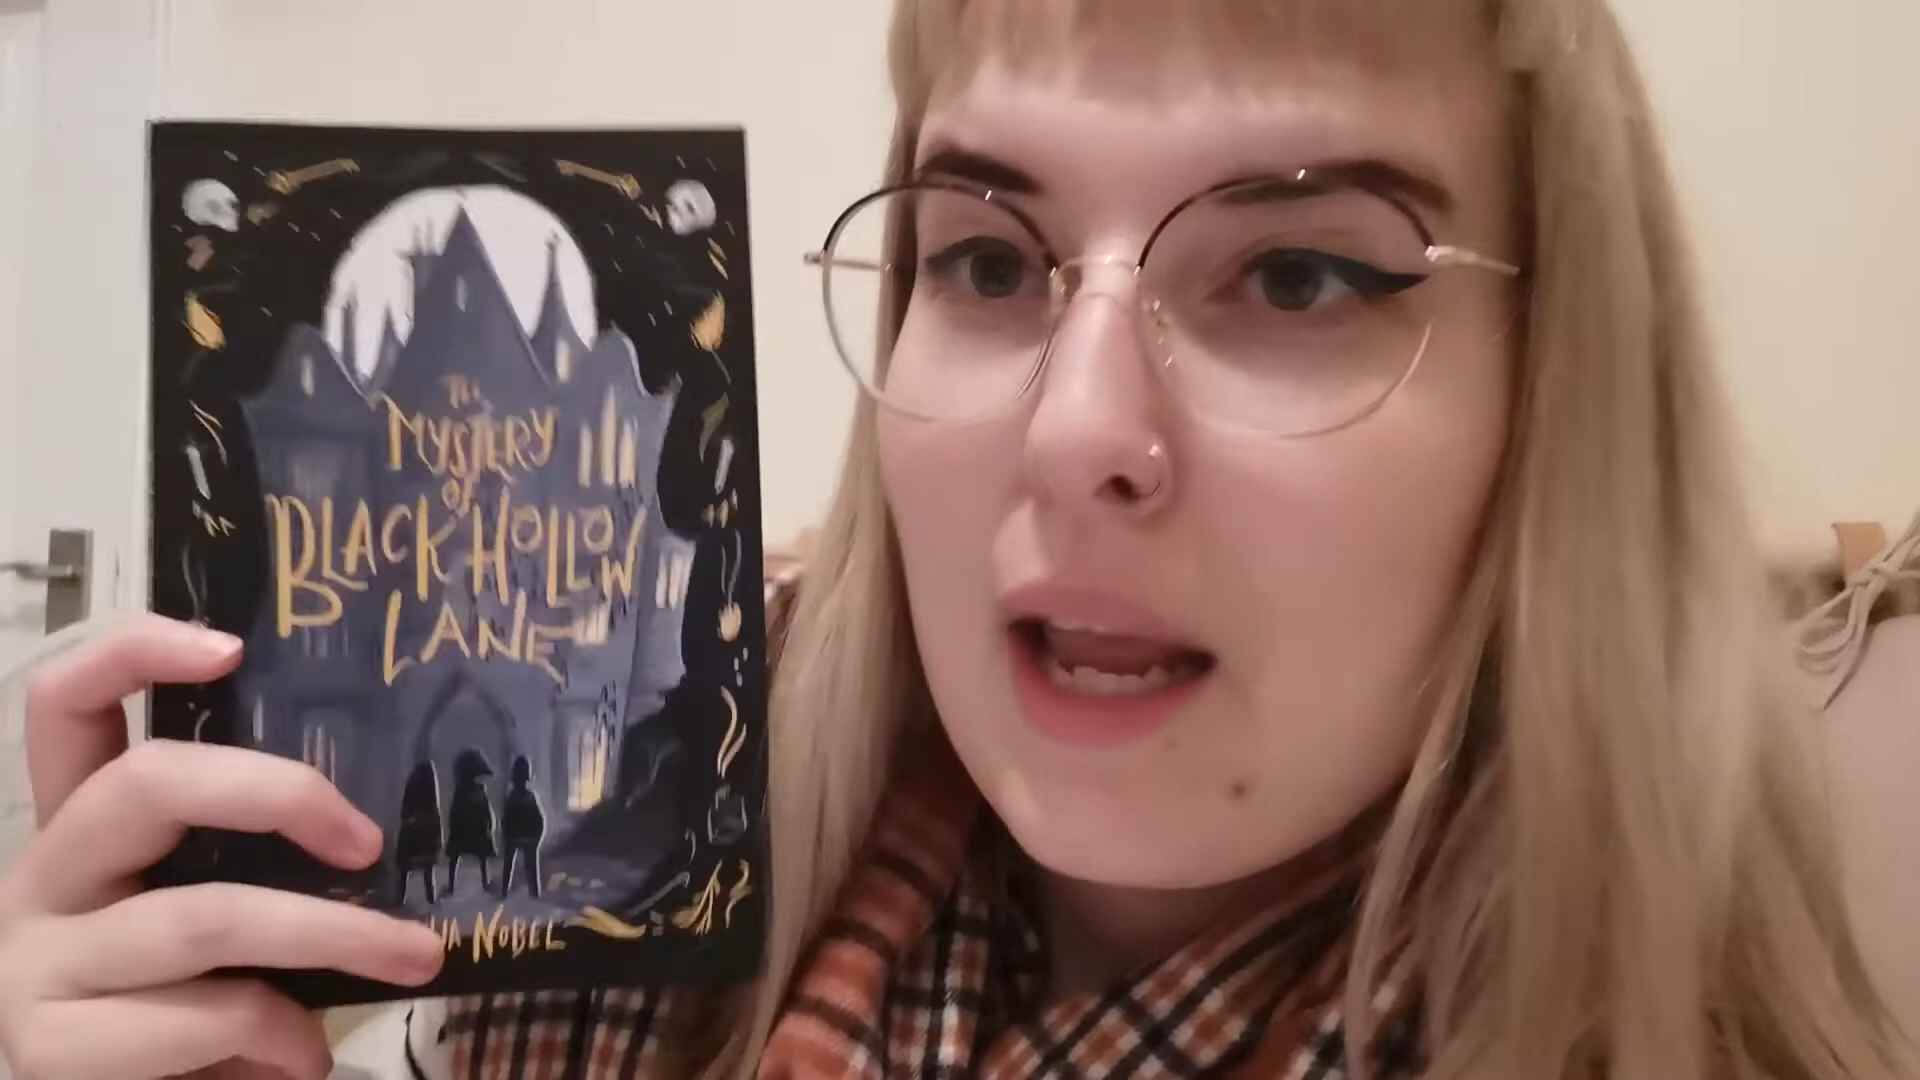 THE
MYSTERY
OF
BLACK HOLLOW
LANE
NOBEL